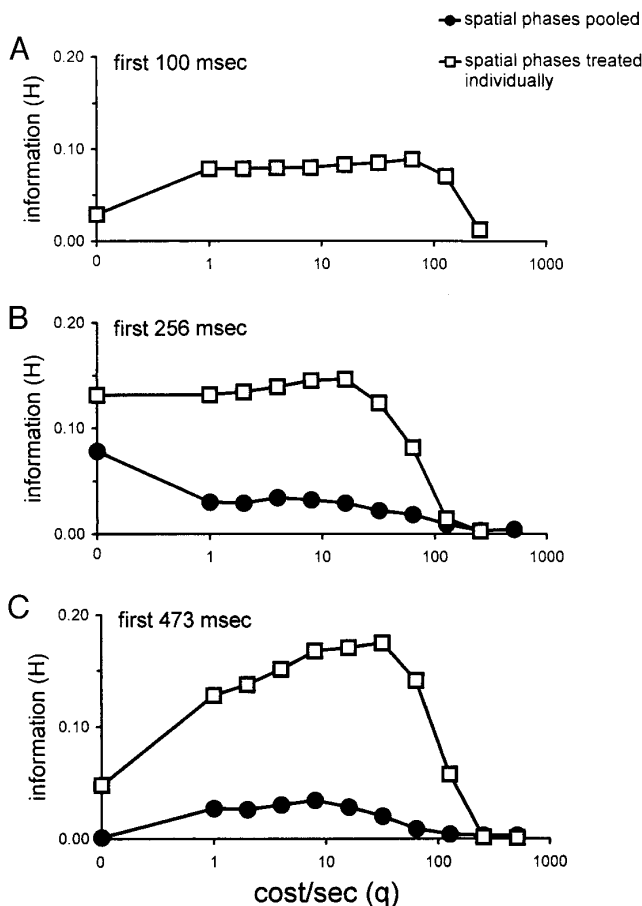 spatial phases pooled
spatial phases treated
individually
A
first 100 msec
information (H)
0.20
0.10
0.00
0
1
10
100
1000
B
first 256 msec
information (H)
0.20
0.10
0.00
0
1
10
100
1000
C
first 473 msec
information (H)
0.20
0.10
0.00
0
1
10
100
1000
cost/sec (q)